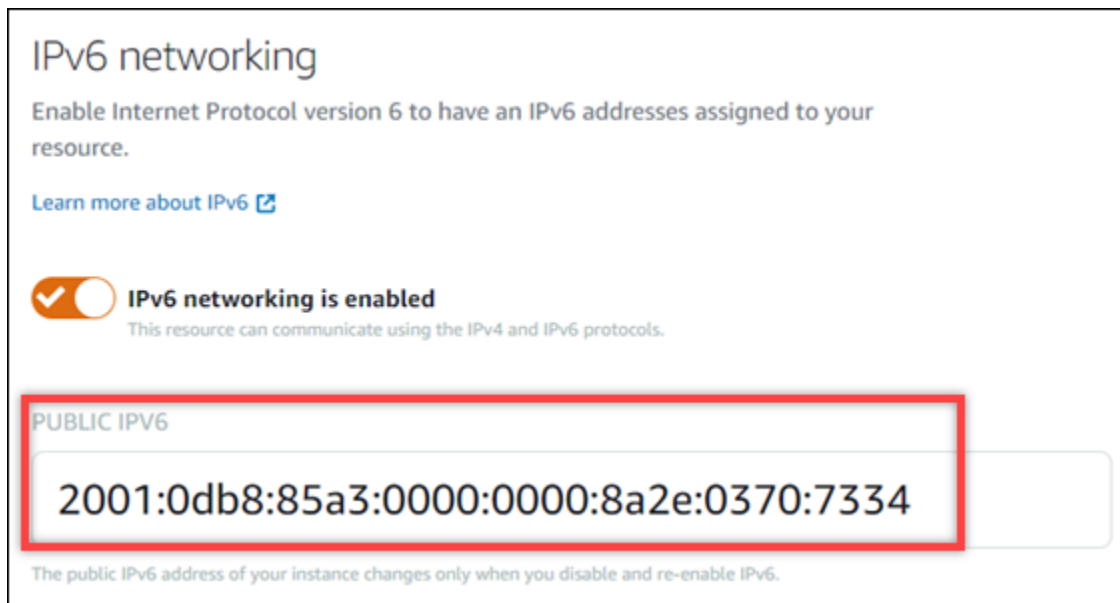 IPv6 networking
Enable Internet Protocol version 6 to have an IPv6 addresses assigned to your
resource.
Learn more about IPv6
IPv6 networking is enabled
This resource can communicate using the IPv4 and IPv6 protocols.
PUBLIC IPV6
2001:0db8:85a3:0000:0000:8a2e:0370:7334
The public IPv6 address of your instance changes only when you disable and re-enable IPv6.